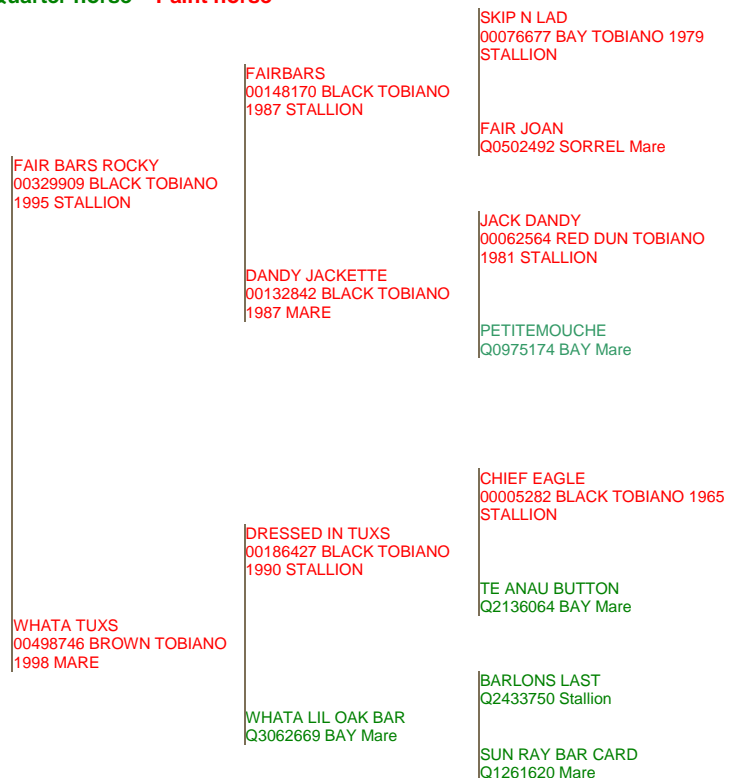 Quarter horse Paint horse
SKIP N LAD
00076677 BAY TOBIANO 1979
STALLION
FAIRBARS
00148170 BLACK TOBIANO
1987 STALLION
FAIR JOAN
Q0502492 SORREL Mare
FAIR BARS ROCKY
00329909 BLACK TOBIANO
1995 STALLION
JACK DANDY
00062564 RED DUN TOBIANO
1981 STALLION
DANDY JACKETTE
00132842 BLACK TOBIANO
1987 MARE
PETITEMOUCHE
Q0975174 BAY Mare
CHIEF EAGLE
00005282 BLACK TOBIANO 1965
STALLION
DRESSED IN TUXS
00186427 BLACK TOBIANO
1990 STALLION
TE ANAU BUTTON
Q2136064 BAY Mare
WHATA TUXS
00498746 BROWN TOBIANO
1998 MARE
BARLONS LAST
Q2433750 Stallion
WHATA LIL OAK BAR
Q3062669 BAY Mare
SUN RAY BAR CARD
Q1261620 Mare